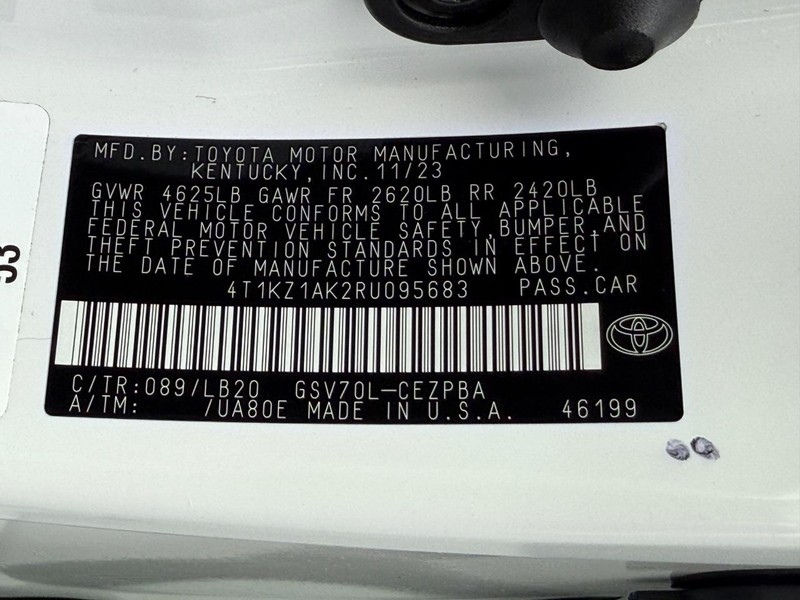 MFD.BY:TOYOTA MOTOR MANUFACTURING,
KENTUCKY,INC.11/23
GVWR 4625LB GAWR FR 2620LB RR 2420LB
THIS VEHICLE CONFORMS TO ALL APPLICABLE
FEDERAL MOTOR VEHICLE SAFETY,BUMPER,AND
THEFT PREVENTION STANDARDS IN EFFECT ON
THE DATE OF MANUFACTURE SHOWN ABOVE.
4T1KZ1AK2RU095683 PASS.CAR
C/TR:089/LB20 GSV70L-CEZPBA
A/TM: /UA80E MADE IN U.S.A. 46199